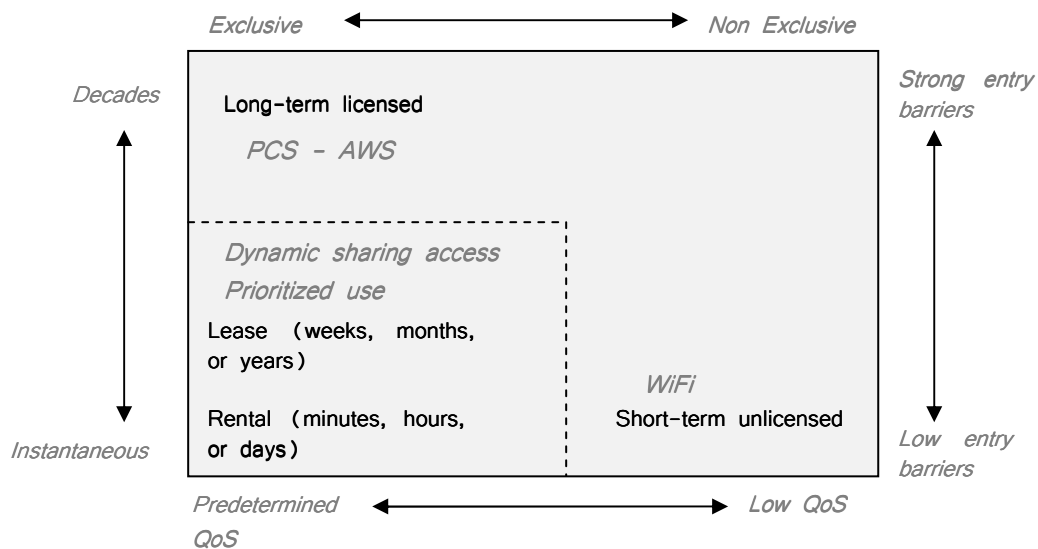 Exclusive Non Exclusive
Decades
Strong entry
barriers
Long-term licensed
PCS - AWS
Dynamic sharing access
Prioritized use
Lease (weeks, months,
or years)
WiFi
Rental (minutes, hours,
or days)
Short-term unlicensed
Instantaneous
Low entry
barriers
Predetermined
QoS
Low QoS